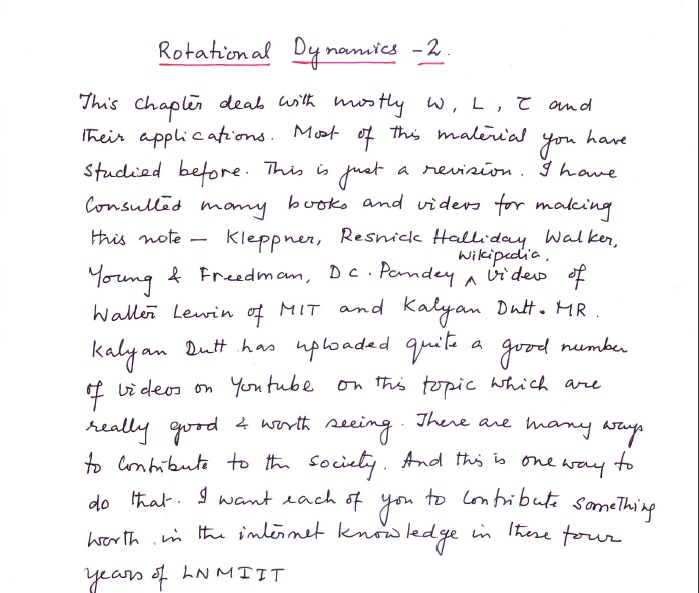 Rotational Dynamics - 2.
This chapter deals with mostly ω, L, τ and
their applications. Most of this material you have
studied before. This is just a revision. I have
Consulted many books and videos for making
this note — Kleppner, Resnick Halliday, Walker,
wikipedia,
Young & Freedman, D C. Pandey ^ videos of
Walter Lewin of MIT and Kalyan Dutt. MR.
Kalyan Dutt has uploaded quite a good number
of videos on Youtube on this topic which are
really good & worth seeing. There are many ways
to Contribute to the society. And this is one way to
do that. I want each of you to Contribute something
worth in the internet knowledge in these four
years of LNMIIT